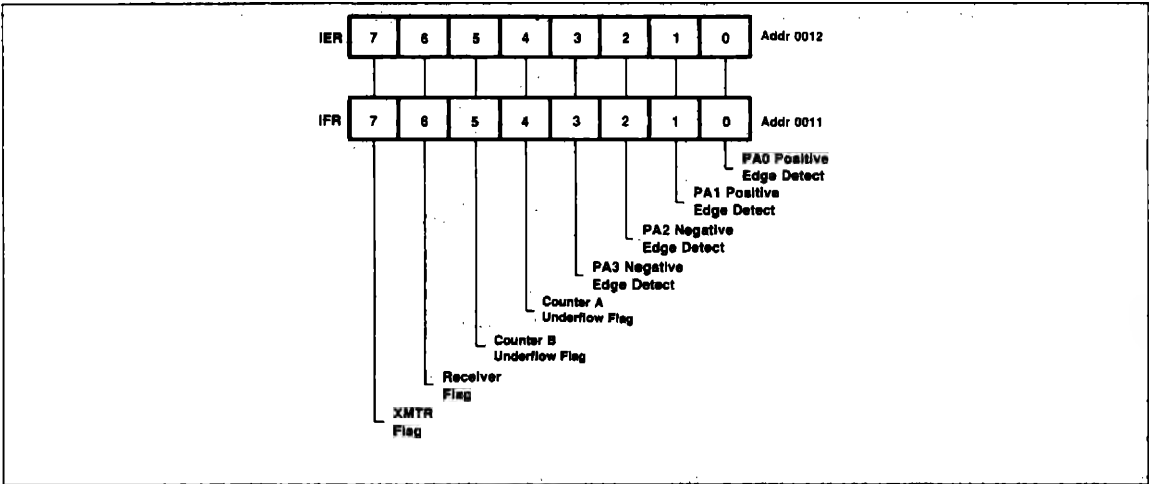 IER 7 6 5 4 3 2 1 0 Addr 0012
IFR 7 6 5 4 3 2 1 0 Addr 0011
PA0 Positive
Edge Detect
PA1 Positive
Edge Detect
PA2 Negative
Edge Detect
PA3 Negative
Edge Detect
Counter A
Underflow Flag
Counter B
Underflow Flag
Receiver
Flag
XMTR
Flag